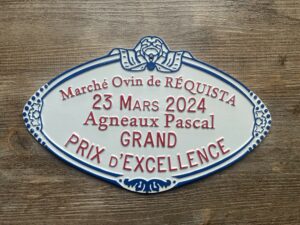 Marché Ovin de RÉQUISTA
23 MARS 2024
Agneaux Pascal
GRAND
PRIX D'EXCELLENCE